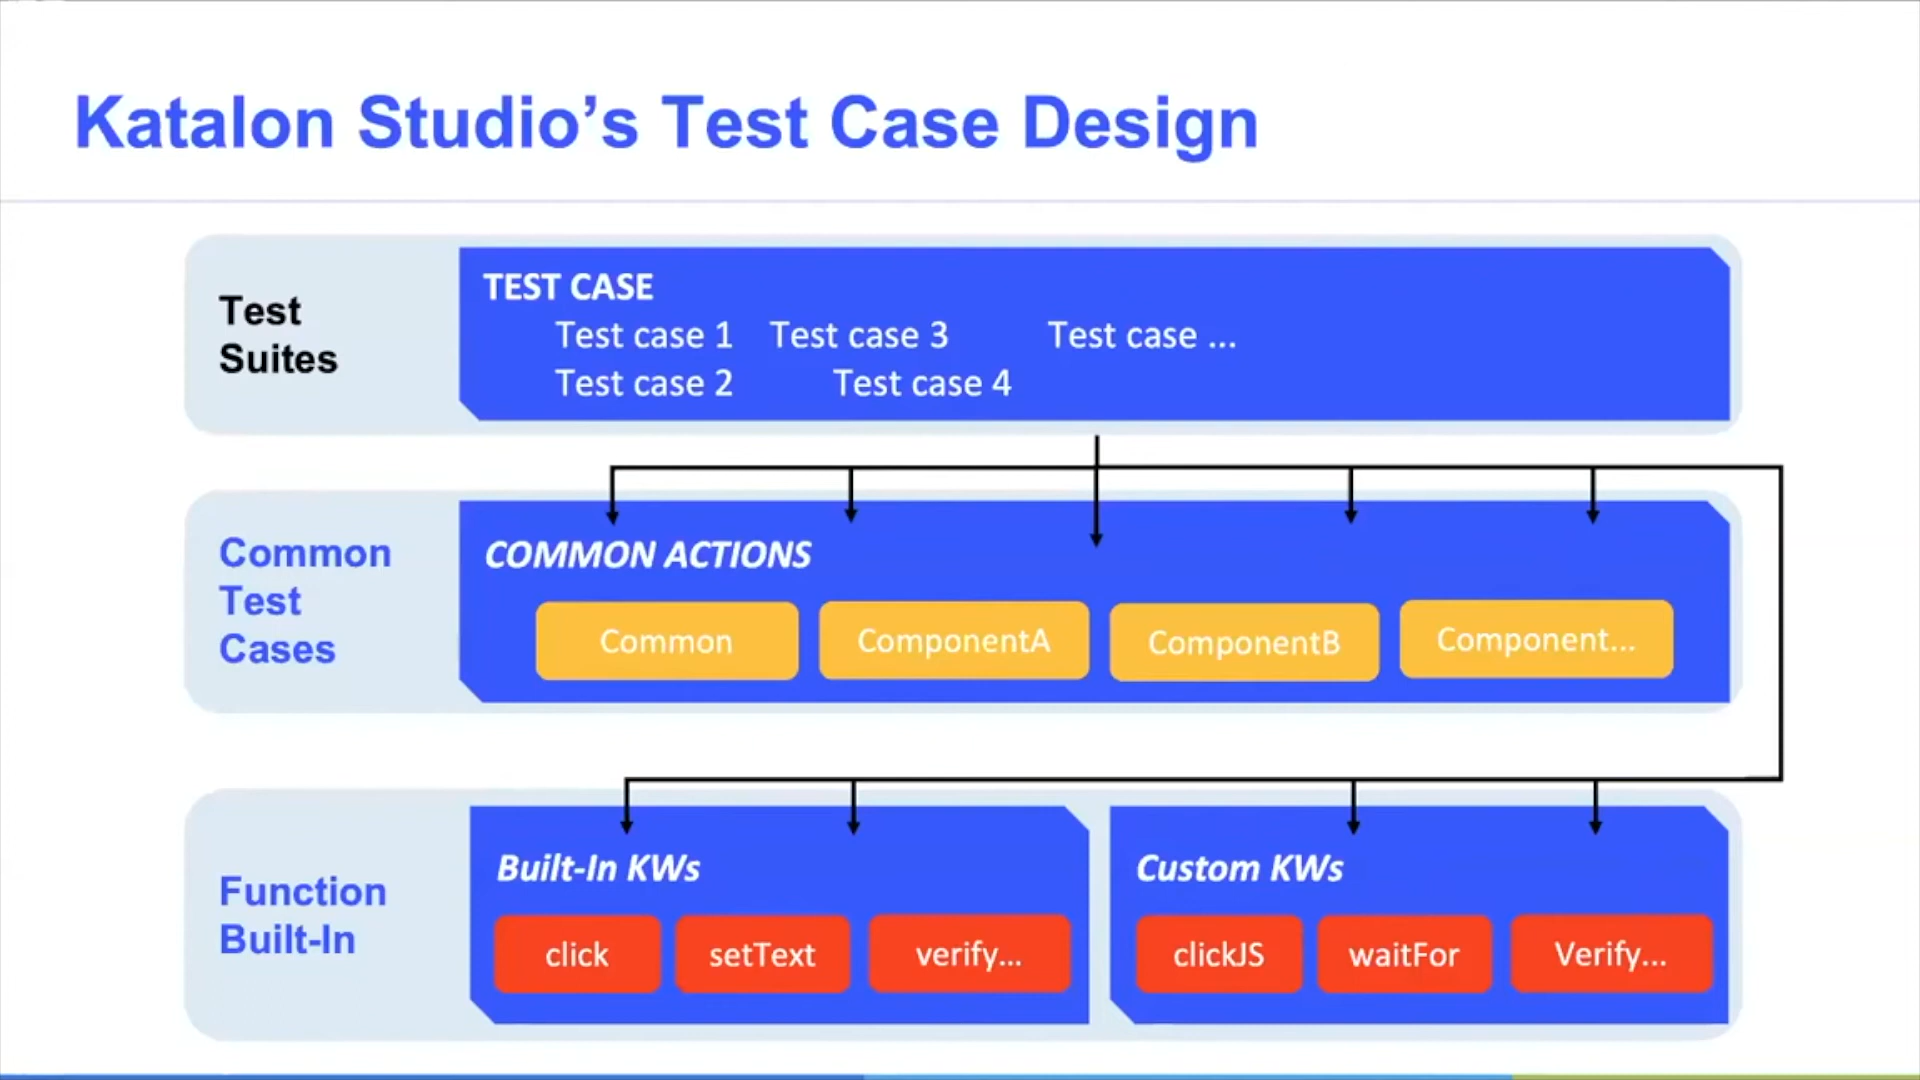 Katalon Studio’s Test Case Design
Test
Suites
TEST CASE
Test case 1 Test case 3 Test case ...
Test case 2 Test case 4
Common
Test
Cases
COMMON ACTIONS
Common ComponentA ComponentB Component...
Function
Built-In
Built-In KWs
click setText verify...
Custom KWs
clickJS waitFor Verify...